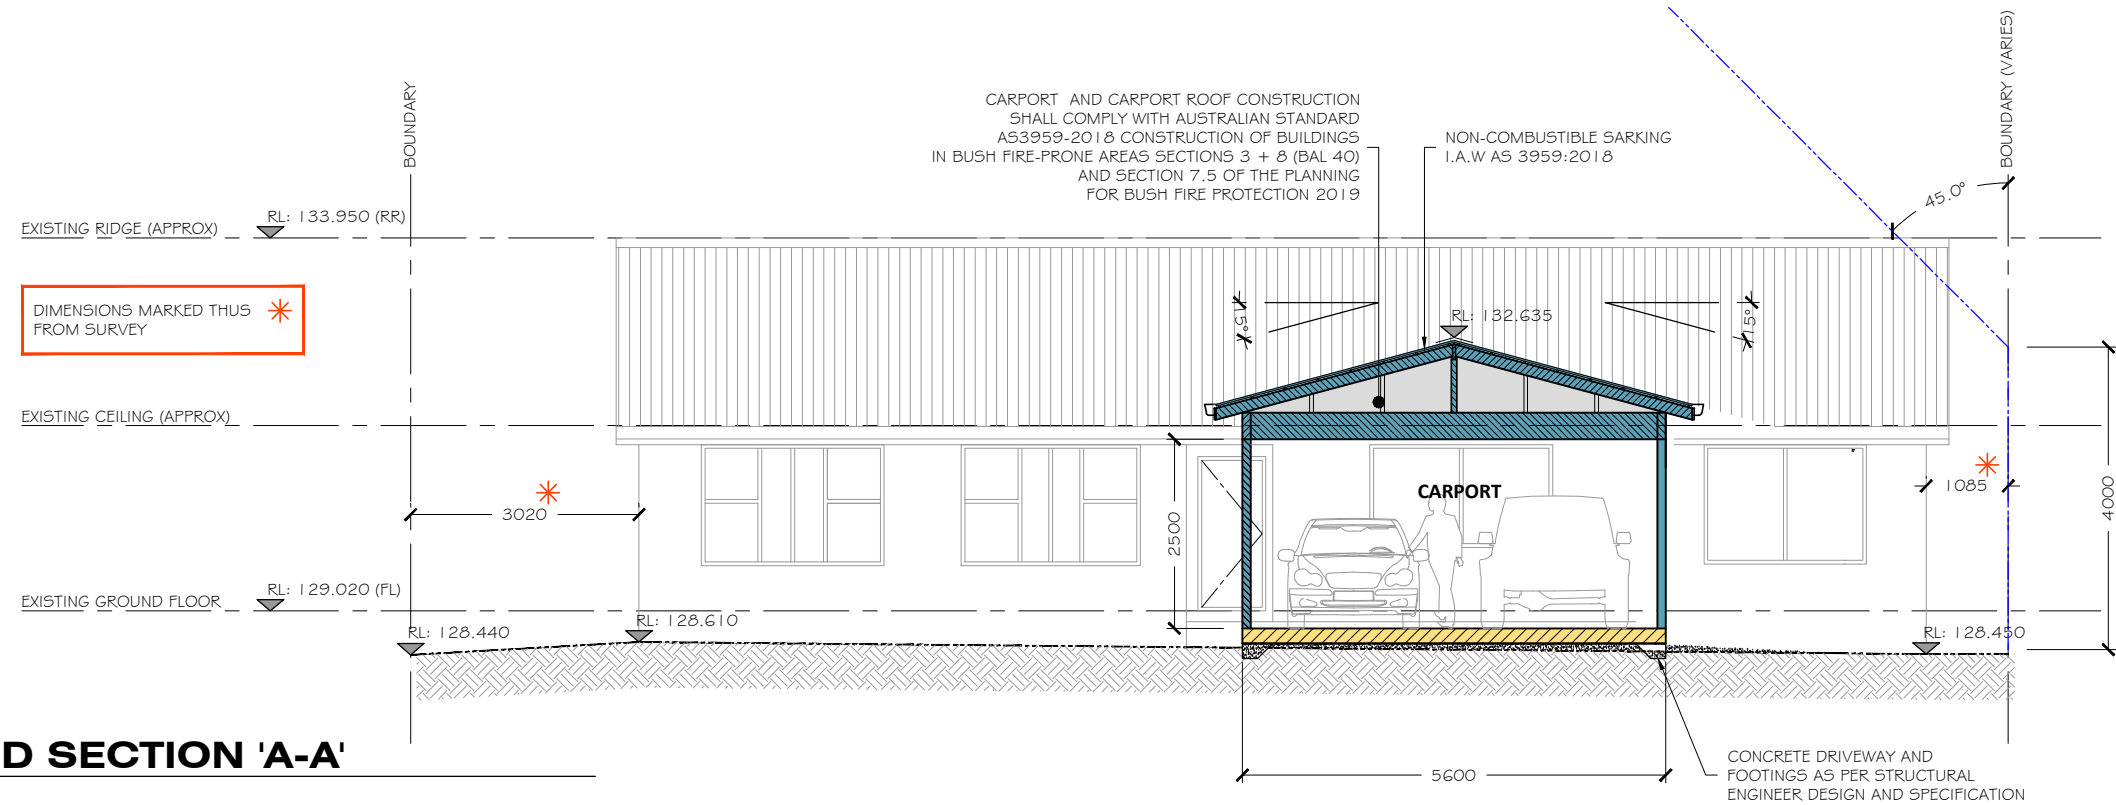 BOUNDARY
BOUNDARY (VARIES)
CARPORT AND CARPORT ROOF CONSTRUCTION
SHALL COMPLY WITH AUSTRALIAN STANDARD
AS3959-2018 CONSTRUCTION OF BUILDINGS
IN BUSH FIRE-PRONE AREAS SECTIONS 3 + 8 (BAL 40)
AND SECTION 7.5 OF THE PLANNING
FOR BUSH FIRE PROTECTION 2019
NON-COMBUSTIBLE SARKING
I.A.W AS 3959:2018
45.0°
EXISTING RIDGE (APPROX)
RL: 133.950 (RR)
DIMENSIONS MARKED THUS
FROM SURVEY
15°
RL: 132.635
15°
EXISTING CEILING (APPROX)
3020
2500
CARPORT
1085
4000
EXISTING GROUND FLOOR
RL: 129.020 (FL)
RL: 128.440
RL: 128.610
RL: 128.450
D SECTION 'A-A'
5600
CONCRETE DRIVEWAY AND
FOOTINGS AS PER STRUCTURAL
ENGINEER DESIGN AND SPECIFICATION